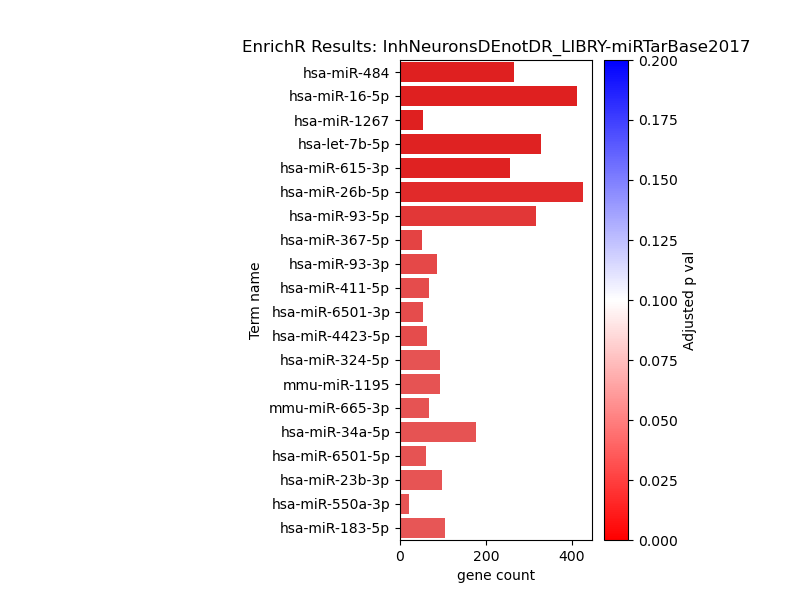 EnrichR Results: InhNeuronsDEnotDR_LIBRY-miRTarBase2017
hsa-miR-484
hsa-miR-16-5p
hsa-miR-1267
hsa-let-7b-5p
hsa-miR-615-3p
hsa-miR-26b-5p
hsa-miR-93-5p
hsa-miR-367-5p
hsa-miR-93-3p
hsa-miR-411-5p
hsa-miR-6501-3p
hsa-miR-4423-5p
hsa-miR-324-5p
mmu-miR-1195
mmu-miR-665-3p
hsa-miR-34a-5p
hsa-miR-6501-5p
hsa-miR-23b-3p
hsa-miR-550a-3p
hsa-miR-183-5p
Term name
0 200 400
gene count
0.200
0.175
0.150
0.125
0.100
0.075
0.050
0.025
0.000
Adjusted p val